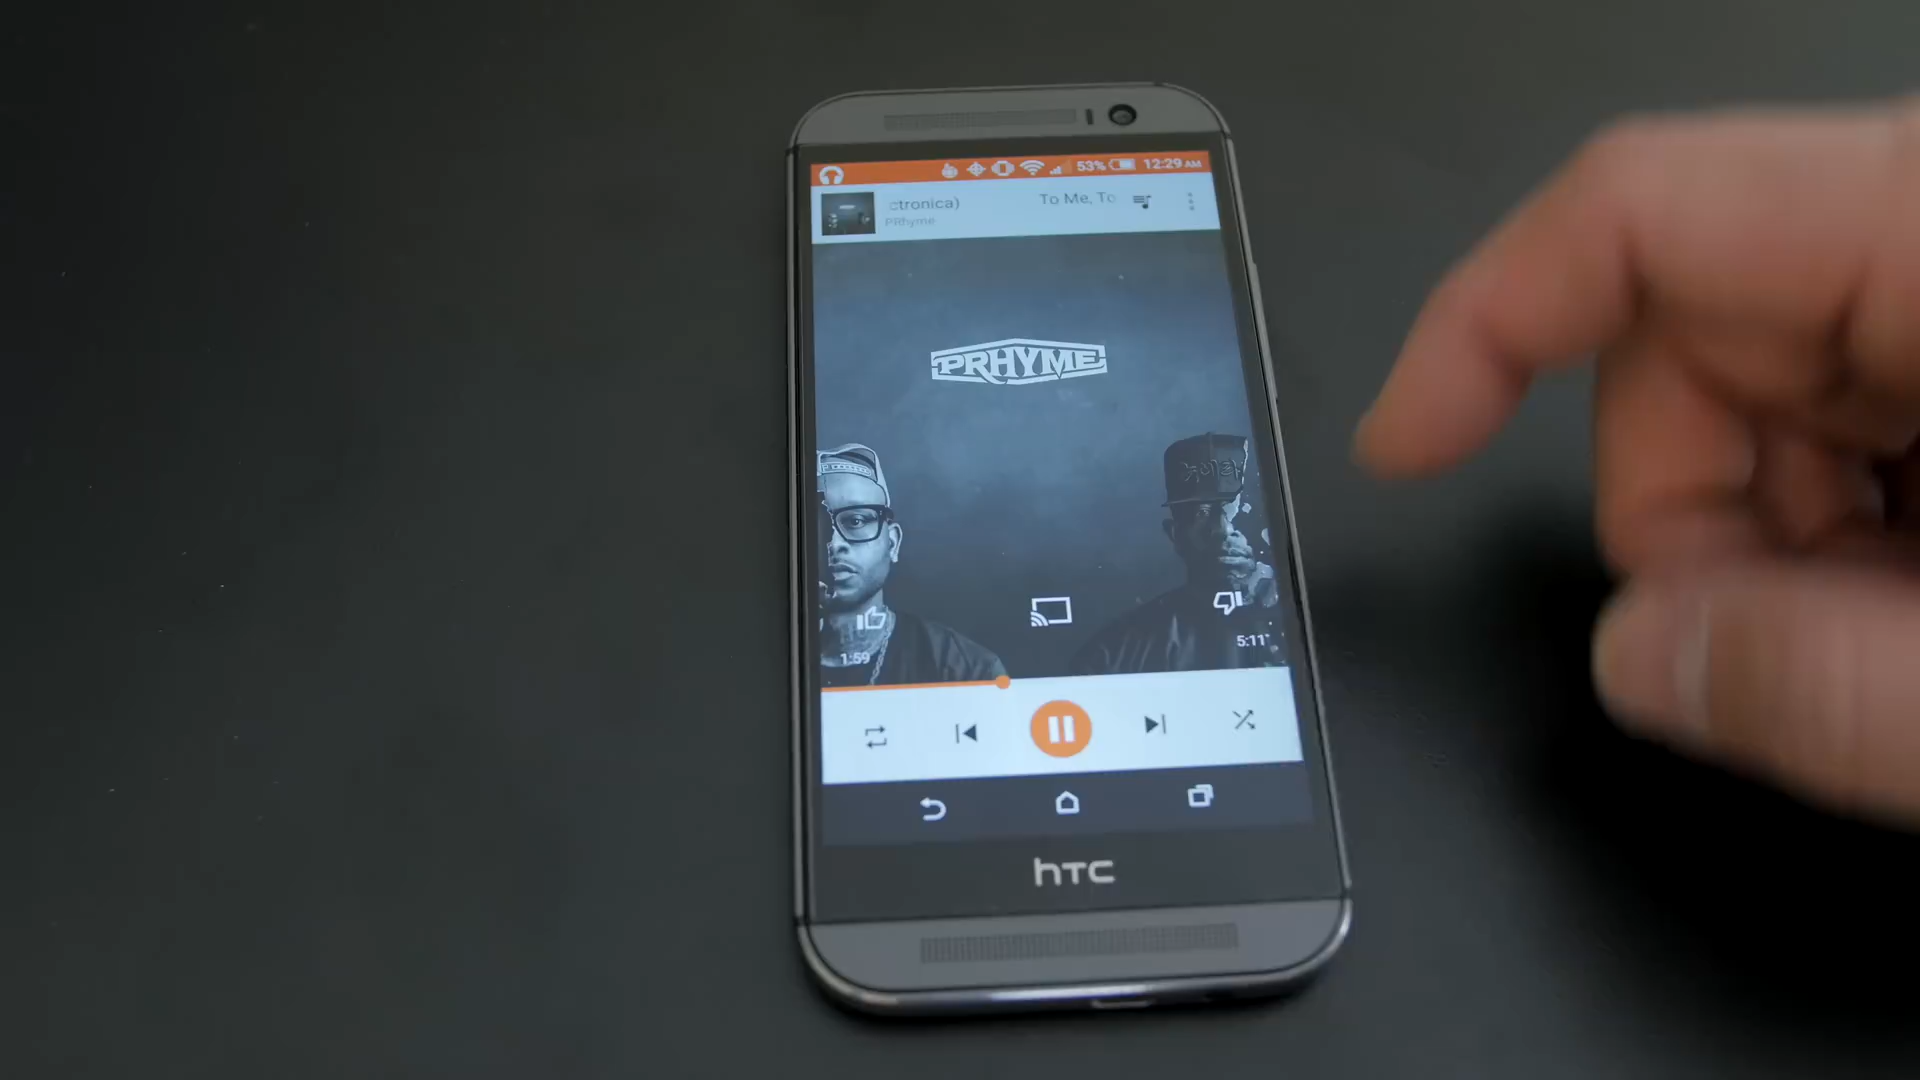 53% 12:29 AM
ctronica) To Me, To
PRhyme
PRHYME
1:59
5:11
hTC